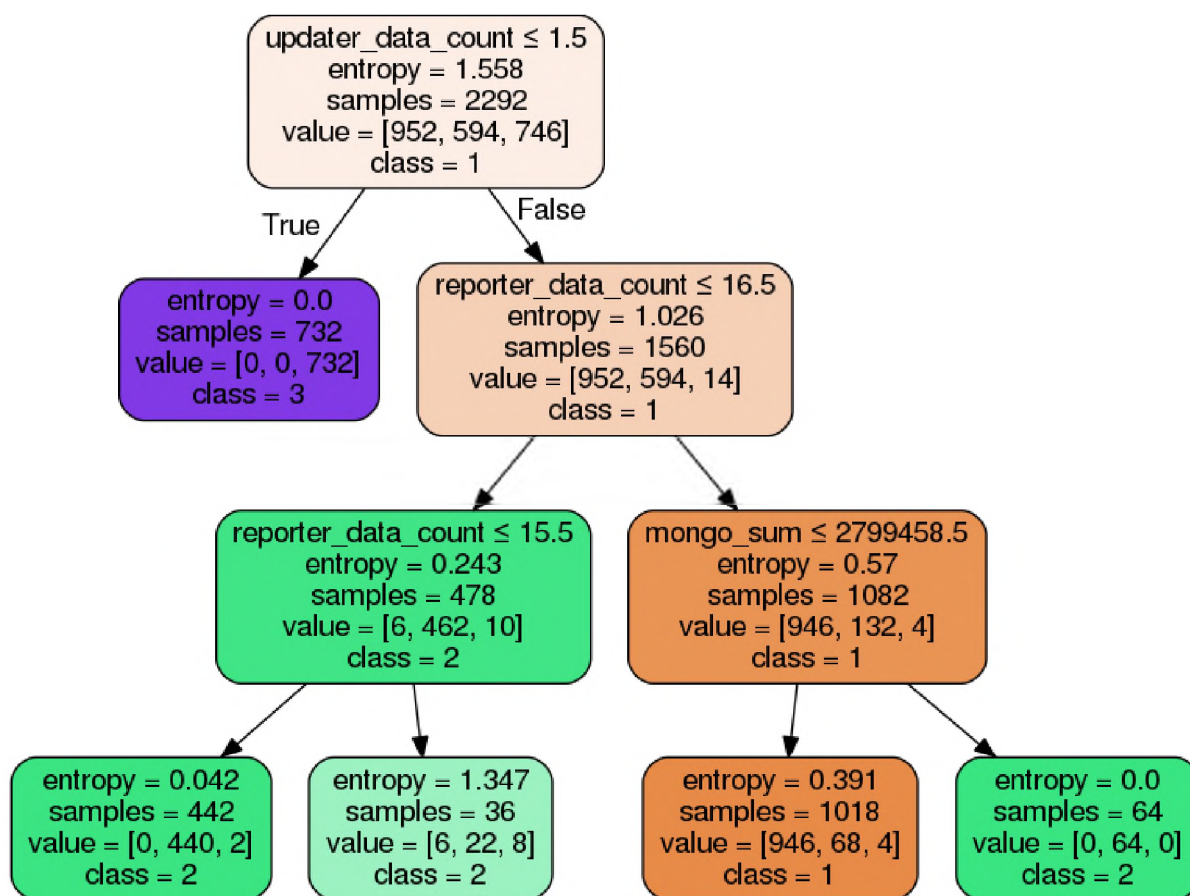 updater_data_count ≤ 1.5
entropy = 1.558
samples = 2292
value = [952, 594, 746]
class = 1
True
False
entropy = 0.0
samples = 732
value = [0, 0, 732]
class = 3
reporter_data_count ≤ 16.5
entropy = 1.026
samples = 1560
value = [952, 594, 14]
class = 1
reporter_data_count ≤ 15.5
entropy = 0.243
samples = 478
value = [6, 462, 10]
class = 2
mongo_sum ≤ 2799458.5
entropy = 0.57
samples = 1082
value = [946, 132, 4]
class = 1
entropy = 0.042
samples = 442
value = [0, 440, 2]
class = 2
entropy = 1.347
samples = 36
value = [6, 22, 8]
class = 2
entropy = 0.391
samples = 1018
value = [946, 68, 4]
class = 1
entropy = 0.0
samples = 64
value = [0, 64, 0]
class = 2